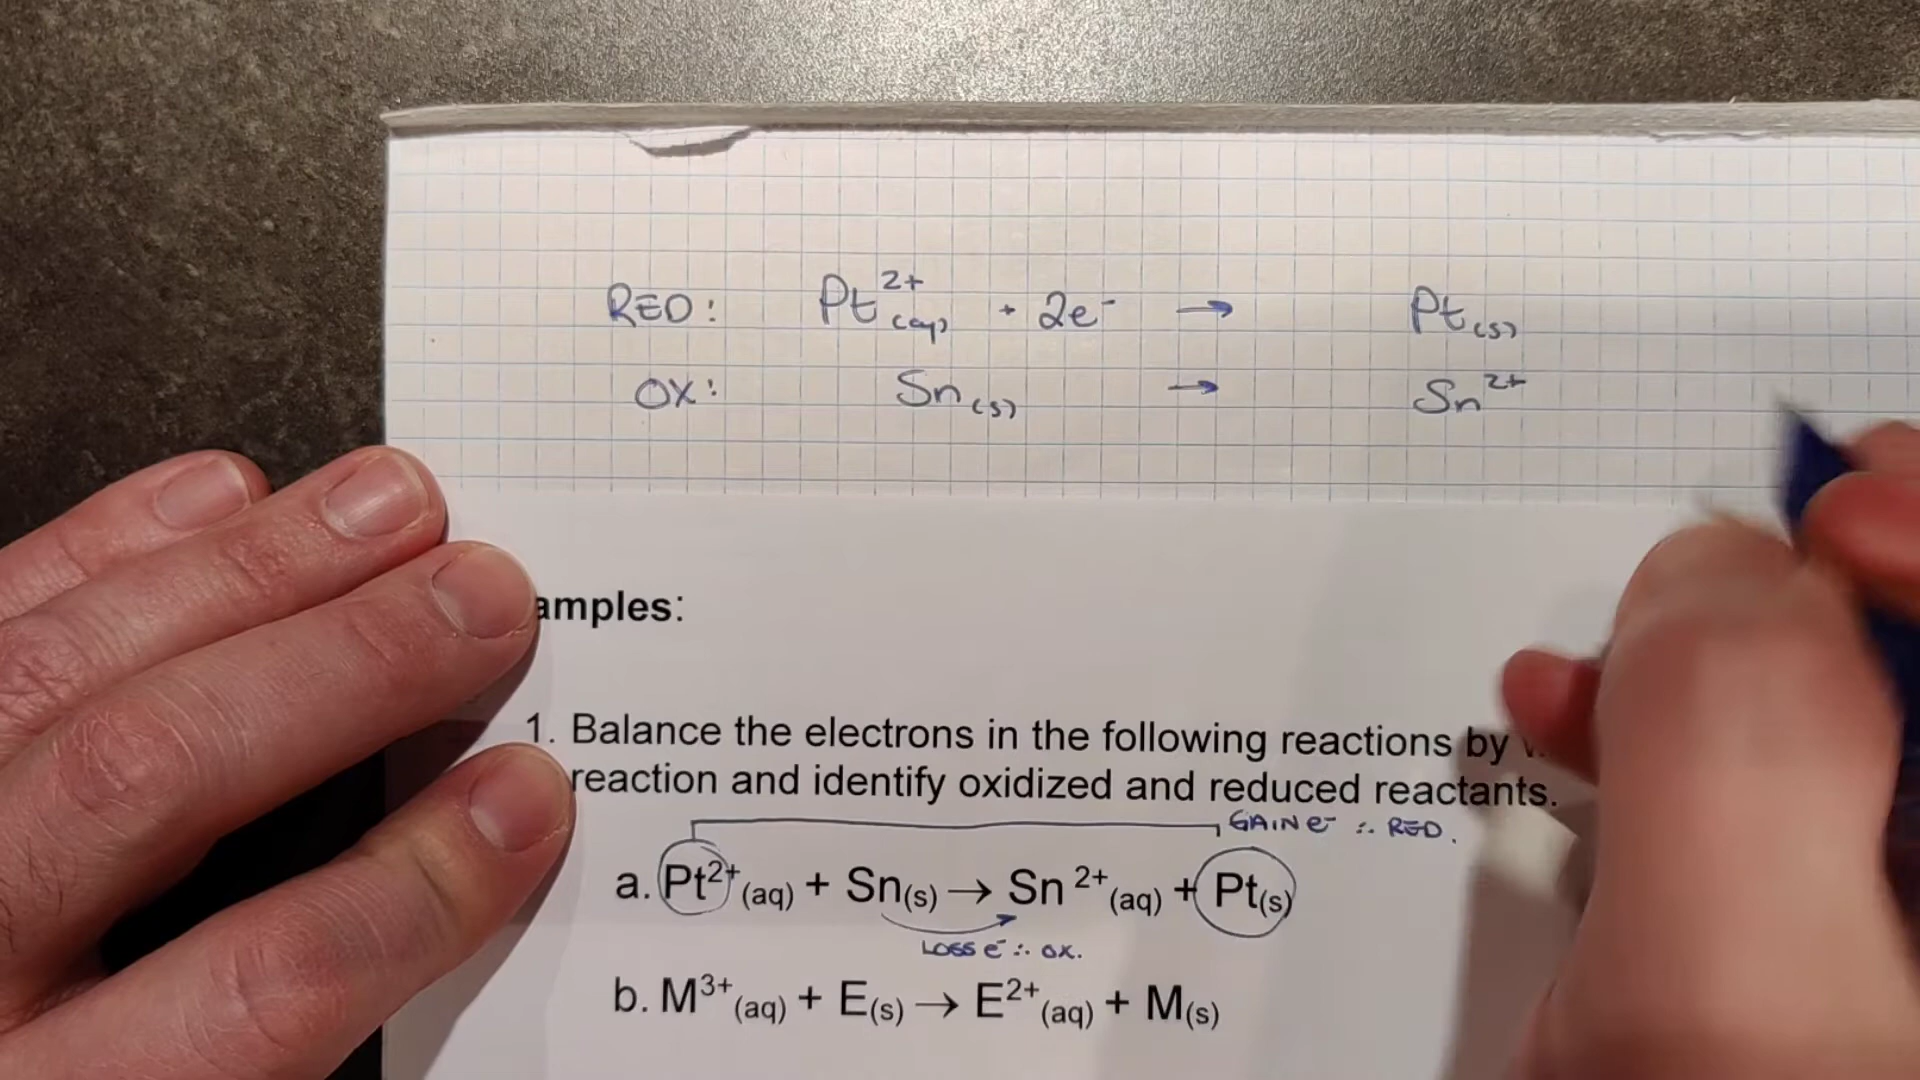 RED: Pt²⁺(aq) + 2e⁻ → Pt(s)
OX: Sn(s) → Sn²⁺
amples:
1. Balance the electrons in the following reactions by
reaction and identify oxidized and reduced reactants.
GAIN e⁻ ∴ RED.
a. Pt²⁺(aq) + Sn(s) → Sn²⁺(aq) + Pt(s)
LOSS e⁻ ∴ OX.
b. M³⁺(aq) + E(s) → E²⁺(aq) + M(s)